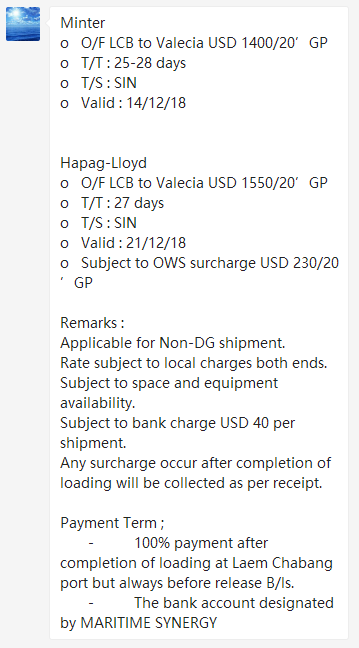 Minter
o O/F LCB to Valecia USD 1400/20’ GP
o T/T : 25-28 days
o T/S : SIN
o Valid : 14/12/18
Hapag-Lloyd
o O/F LCB to Valecia USD 1550/20’ GP
o T/T : 27 days
o T/S : SIN
o Valid : 21/12/18
o Subject to OWS surcharge USD 230/20
’ GP
Remarks :
Applicable for Non-DG shipment.
Rate subject to local charges both ends.
Subject to space and equipment
availability.
Subject to bank charge USD 40 per
shipment.
Any surcharge occur after completion of
loading will be collected as per receipt.
Payment Term ;
- 100% payment after
completion of loading at Laem Chabang
port but always before release B/ls.
- The bank account designated
by MARITIME SYNERGY